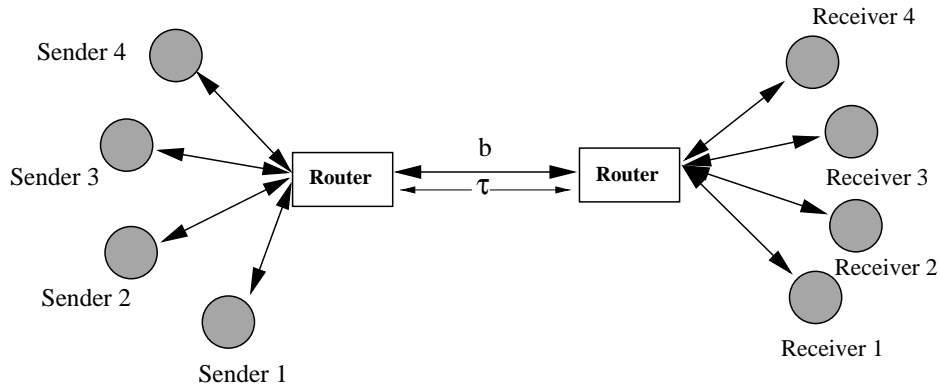 Receiver 4
Sender 4
b
Sender 3
Router
Router
τ
Receiver 3
Sender 2
Receiver 2
Sender 1
Receiver 1